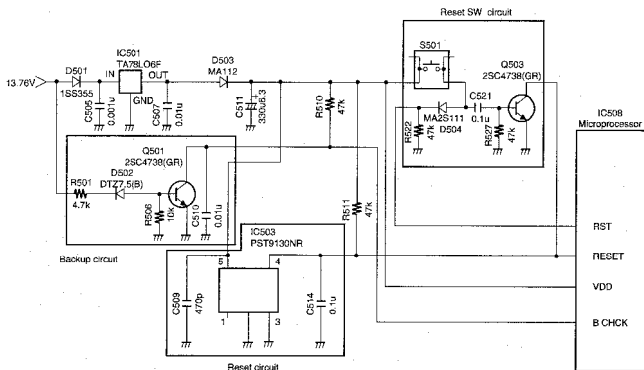 Reset SW circuit
S501
Q503
2SC4738(GR)
IC501
TA78LO6F
D501
IN
OUT
D503
MA112
13.76V
1SS355
GND
C505
0.001u
C507
0.01u
C511
330u6.3
R510
47k
C521
0.1u
R522
47k
MA2S111
D504
R527
47k
IC508
Microprocessor
Q501
2SC4738(GR)
D502
DTZ7.5(B)
R501
4.7k
R506
10k
C510
0.01u
R511
47k
Backup circuit
IC503
PST9130NR
5
4
C509
470p
1
3
C514
0.1u
Reset circuit
RST
RESET
VDD
B CHCK